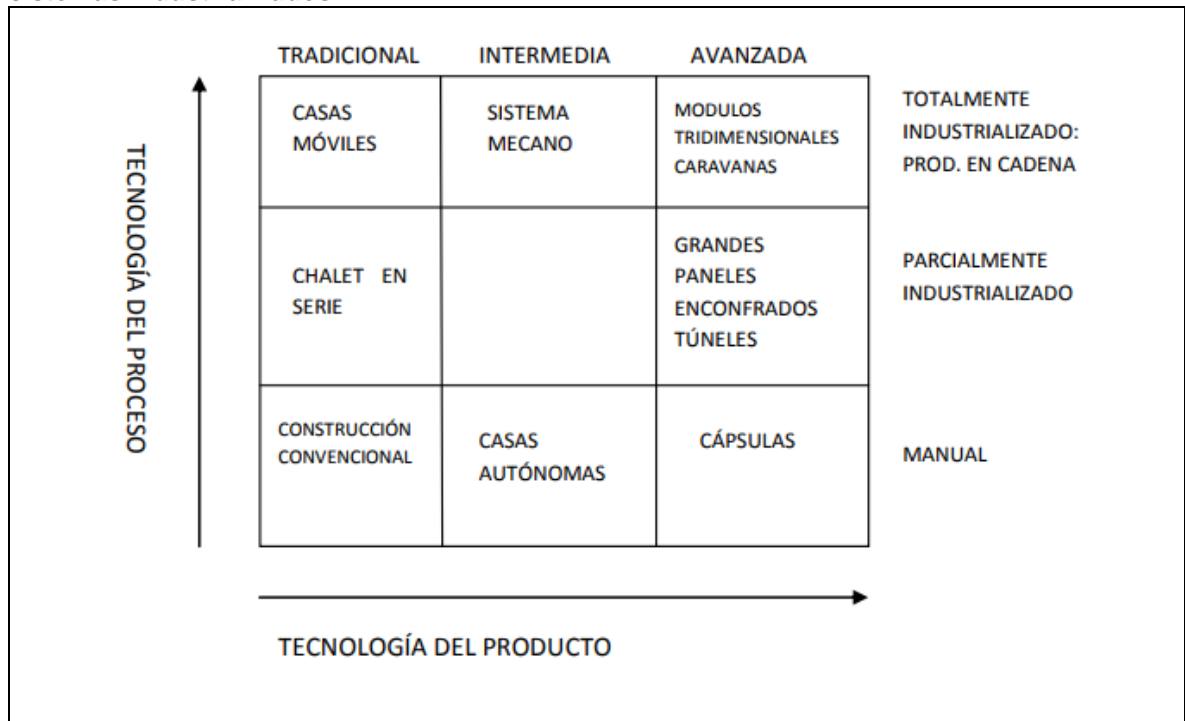 TRADICIONAL INTERMEDIA AVANZADA
CASAS
MÓVILES
SISTEMA
MECANO
MODULOS
TRIDIMENSIONALES
CARAVANAS
TOTALMENTE
INDUSTRIALIZADO:
PROD. EN CADENA
TECNOLOGÍA DEL PROCESO
CHALET EN
SERIE
GRANDES
PANELES
ENCONFRADOS
TÚNELES
PARCIALMENTE
INDUSTRIALIZADO
CONSTRUCCIÓN
CONVENCIONAL
CASAS
AUTÓNOMAS
CÁPSULAS
MANUAL
TECNOLOGÍA DEL PRODUCTO